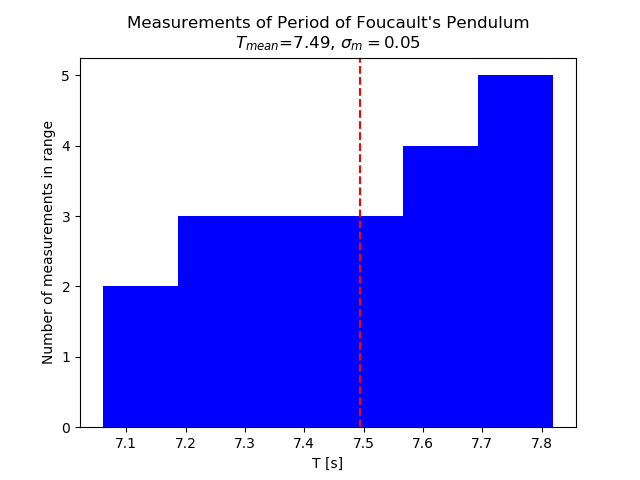 Measurements of Period of Foucault's Pendulum
T_mean=7.49, σ_m = 0.05
Number of measurements in range
5
4
3
2
1
0
7.1 7.2 7.3 7.4 7.5 7.6 7.7 7.8
T [s]